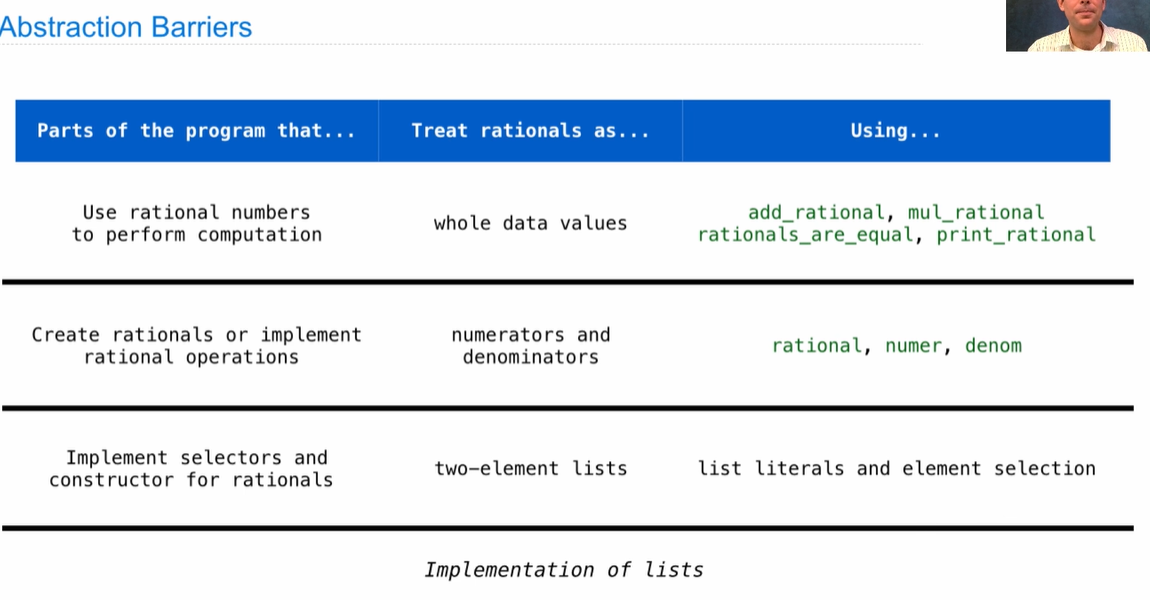 Abstraction Barriers
Parts of the program that... Treat rationals as... Using...
Use rational numbers
to perform computation
whole data values
add_rational, mul_rational
rationals_are_equal, print_rational
Create rationals or implement
rational operations
numerators and
denominators
rational, numer, denom
Implement selectors and
constructor for rationals
two-element lists
list literals and element selection
Implementation of lists